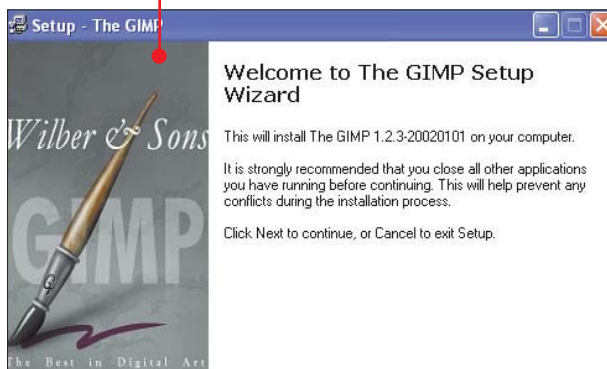 Setup - The GIMP
Wilber & Sons
GIMP
The Best in Digital Art
Welcome to The GIMP Setup
Wizard
This will install The GIMP 1.2.3-20020101 on your computer.
It is strongly recommended that you close all other applications
you have running before continuing. This will help prevent any
conflicts during the installation process.
Click Next to continue, or Cancel to exit Setup.